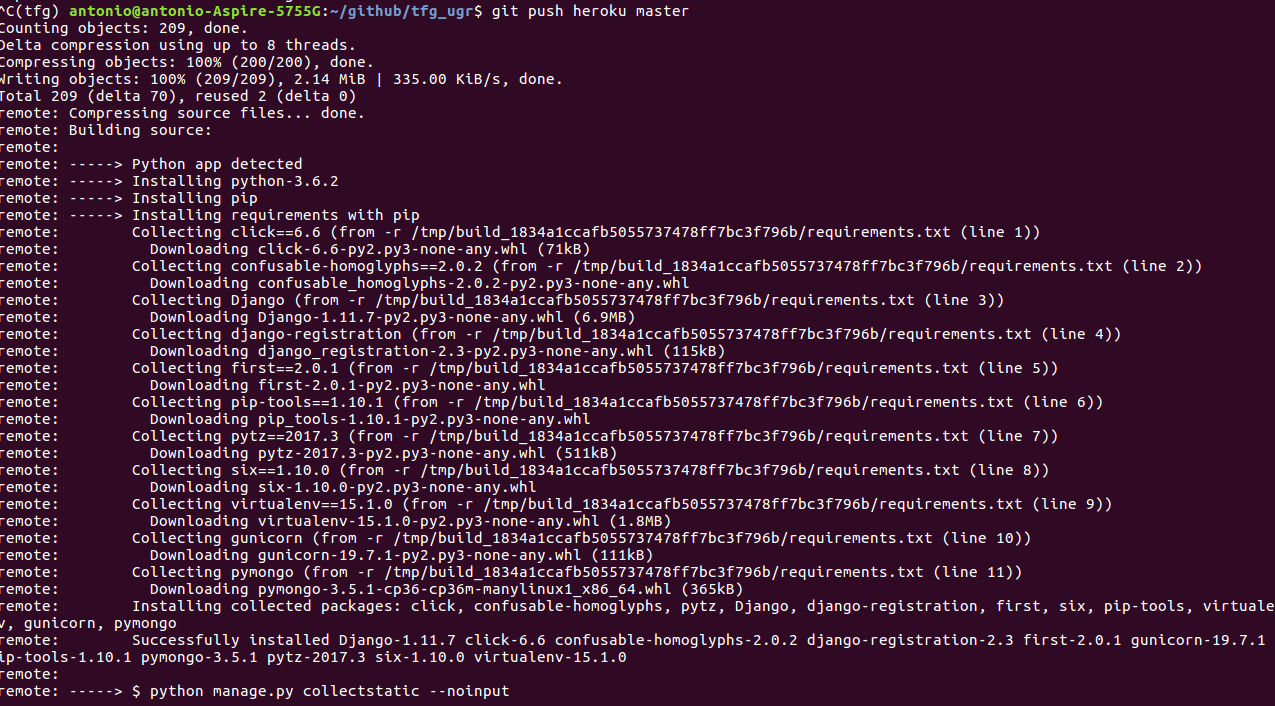 ^C(tfg) antonio@antonio-Aspire-5755G:~/github/tfg_ugr$ git push heroku master
Counting objects: 209, done.
Delta compression using up to 8 threads.
Compressing objects: 100% (200/200), done.
Writing objects: 100% (209/209), 2.14 MiB | 335.00 KiB/s, done.
Total 209 (delta 70), reused 2 (delta 0)
remote: Compressing source files... done.
remote: Building source:
remote:
remote: -----> Python app detected
remote: -----> Installing python-3.6.2
remote: -----> Installing pip
remote: -----> Installing requirements with pip
remote:        Collecting click==6.6 (from -r /tmp/build_1834a1ccafb5055737478ff7bc3f796b/requirements.txt (line 1))
remote:          Downloading click-6.6-py2.py3-none-any.whl (71kB)
remote:        Collecting confusable-homoglyphs==2.0.2 (from -r /tmp/build_1834a1ccafb5055737478ff7bc3f796b/requirements.txt (line 2))
remote:          Downloading confusable_homoglyphs-2.0.2-py2.py3-none-any.whl
remote:        Collecting Django (from -r /tmp/build_1834a1ccafb5055737478ff7bc3f796b/requirements.txt (line 3))
remote:          Downloading Django-1.11.7-py2.py3-none-any.whl (6.9MB)
remote:        Collecting django-registration (from -r /tmp/build_1834a1ccafb5055737478ff7bc3f796b/requirements.txt (line 4))
remote:          Downloading django_registration-2.3-py2.py3-none-any.whl (115kB)
remote:        Collecting first==2.0.1 (from -r /tmp/build_1834a1ccafb5055737478ff7bc3f796b/requirements.txt (line 5))
remote:          Downloading first-2.0.1-py2.py3-none-any.whl
remote:        Collecting pip-tools==1.10.1 (from -r /tmp/build_1834a1ccafb5055737478ff7bc3f796b/requirements.txt (line 6))
remote:          Downloading pip_tools-1.10.1-py2.py3-none-any.whl
remote:        Collecting pytz==2017.3 (from -r /tmp/build_1834a1ccafb5055737478ff7bc3f796b/requirements.txt (line 7))
remote:          Downloading pytz-2017.3-py2.py3-none-any.whl (511kB)
remote:        Collecting six==1.10.0 (from -r /tmp/build_1834a1ccafb5055737478ff7bc3f796b/requirements.txt (line 8))
remote:          Downloading six-1.10.0-py2.py3-none-any.whl
remote:        Collecting virtualenv==15.1.0 (from -r /tmp/build_1834a1ccafb5055737478ff7bc3f796b/requirements.txt (line 9))
remote:          Downloading virtualenv-15.1.0-py2.py3-none-any.whl (1.8MB)
remote:        Collecting gunicorn (from -r /tmp/build_1834a1ccafb5055737478ff7bc3f796b/requirements.txt (line 10))
remote:          Downloading gunicorn-19.7.1-py2.py3-none-any.whl (111kB)
remote:        Collecting pymongo (from -r /tmp/build_1834a1ccafb5055737478ff7bc3f796b/requirements.txt (line 11))
remote:          Downloading pymongo-3.5.1-cp36-cp36m-manylinux1_x86_64.whl (365kB)
remote:        Installing collected packages: click, confusable-homoglyphs, pytz, Django, django-registration, first, six, pip-tools, virtuale
v, gunicorn, pymongo
remote:        Successfully installed Django-1.11.7 click-6.6 confusable-homoglyphs-2.0.2 django-registration-2.3 first-2.0.1 gunicorn-19.7.1
ip-tools-1.10.1 pymongo-3.5.1 pytz-2017.3 six-1.10.0 virtualenv-15.1.0
remote:
remote: -----> $ python manage.py collectstatic --noinput